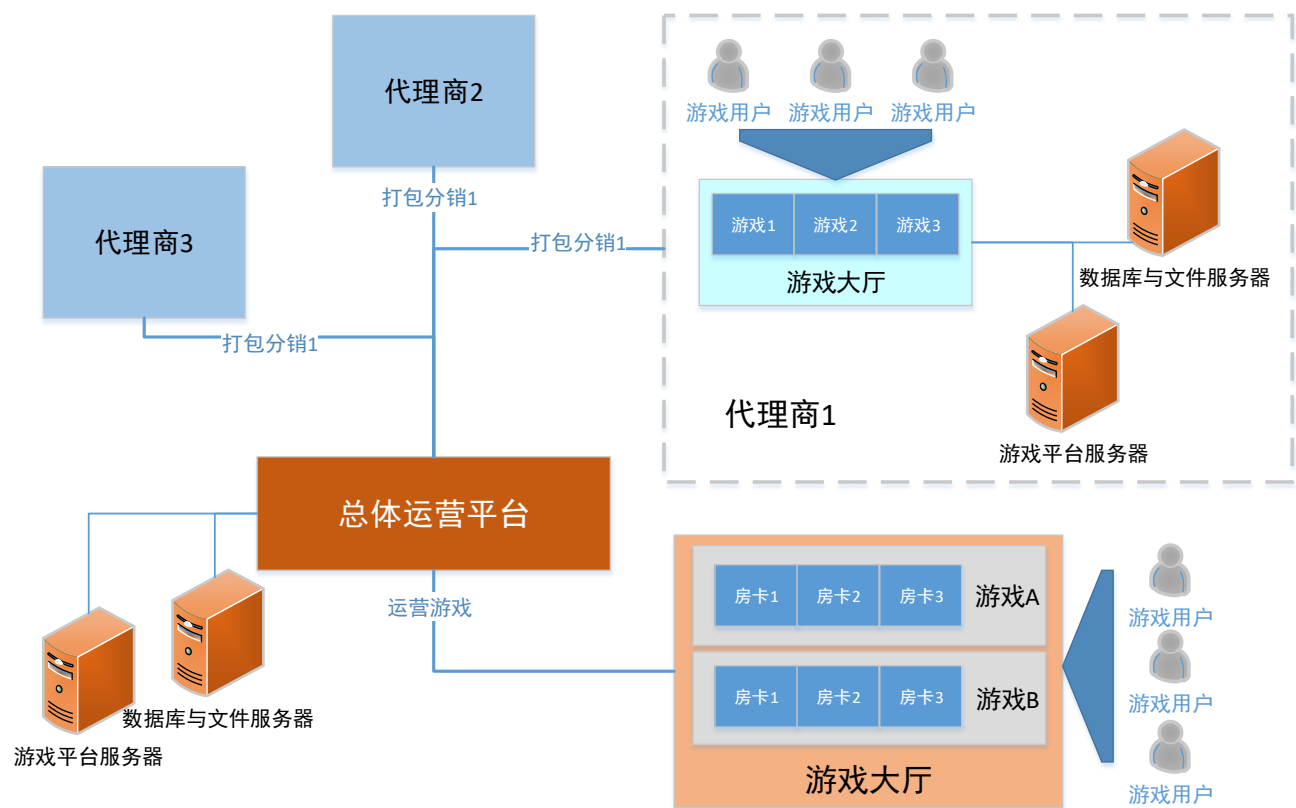 代理商2
游戏用户
游戏用户
游戏用户
打包分销1
代理商3
打包分销1
游戏1
游戏2
游戏3
游戏大厅
数据库与文件服务器
打包分销1
代理商1
游戏平台服务器
总体运营平台
运营游戏
房卡1
房卡2
房卡3
游戏A
游戏用户
房卡1
房卡2
房卡3
游戏B
游戏用户
数据库与文件服务器
游戏平台服务器
游戏大厅
游戏用户